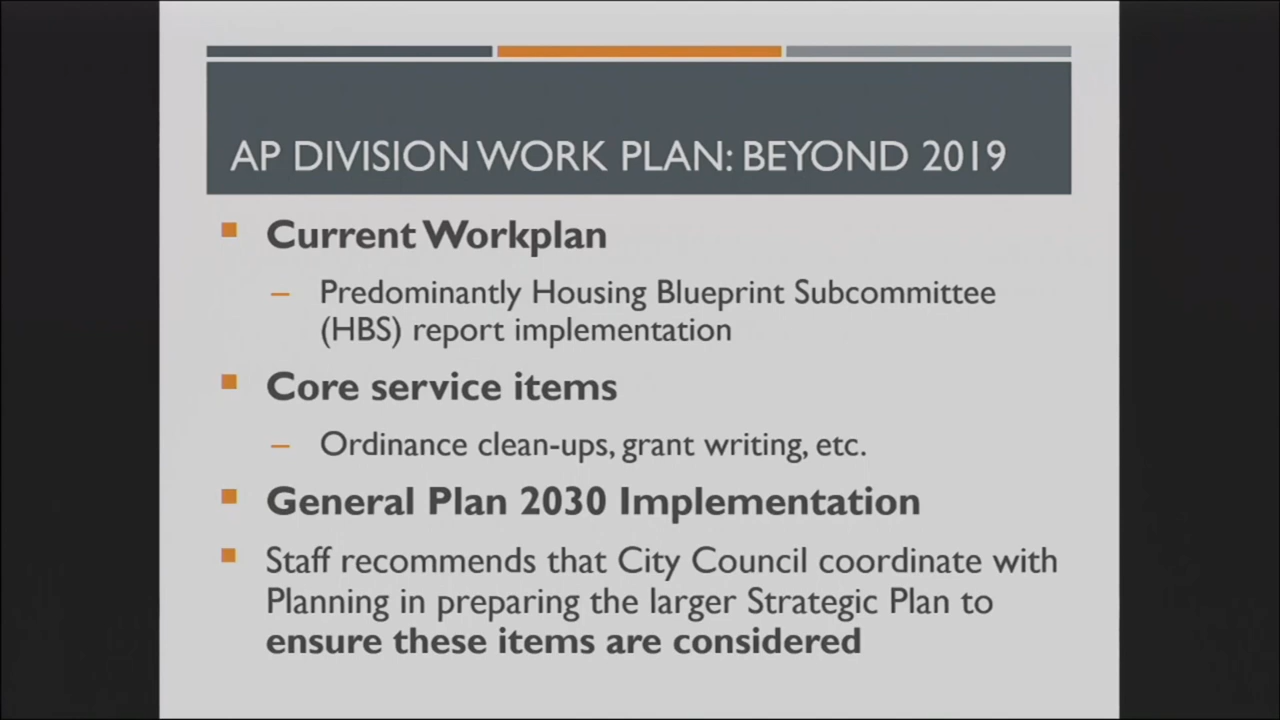 AP DIVISION WORK PLAN: BEYOND 2019
Current Workplan
– Predominantly Housing Blueprint Subcommittee
(HBS) report implementation
Core service items
– Ordinance clean-ups, grant writing, etc.
General Plan 2030 Implementation
Staff recommends that City Council coordinate with
Planning in preparing the larger Strategic Plan to
ensure these items are considered